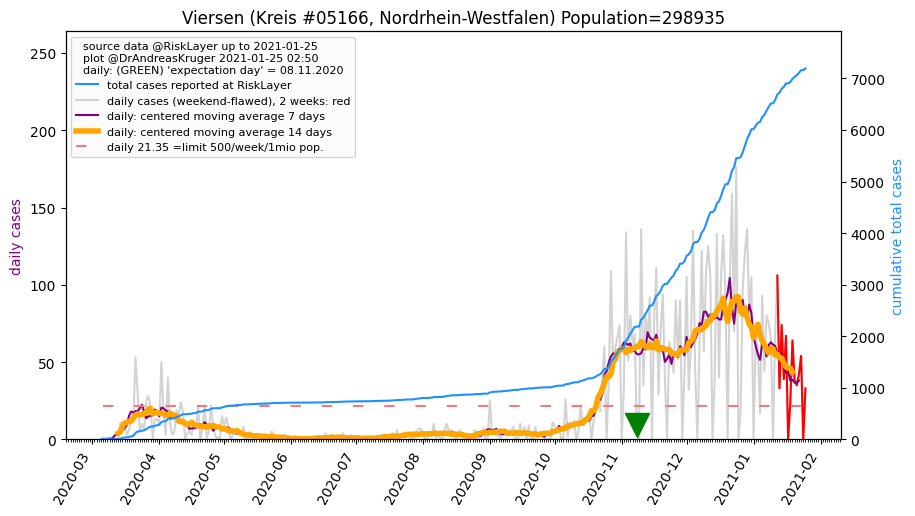 Viersen (Kreis #05166, Nordrhein-Westfalen) Population=298935
source data @RiskLayer up to 2021-01-25
plot @DrAndreasKruger 2021-01-25 02:50
daily: (GREEN) 'expectation day' = 08.11.2020
total cases reported at RiskLayer
daily cases (weekend-flawed), 2 weeks: red
daily: centered moving average 7 days
daily: centered moving average 14 days
daily 21.35 =limit 500/week/1mio pop.
daily cases
250
200
150
100
50
0
cumulative total cases
7000
6000
5000
4000
3000
2000
1000
0
2020-03
2020-04
2020-05
2020-06
2020-07
2020-08
2020-09
2020-10
2020-11
2020-12
2021-01
2021-02